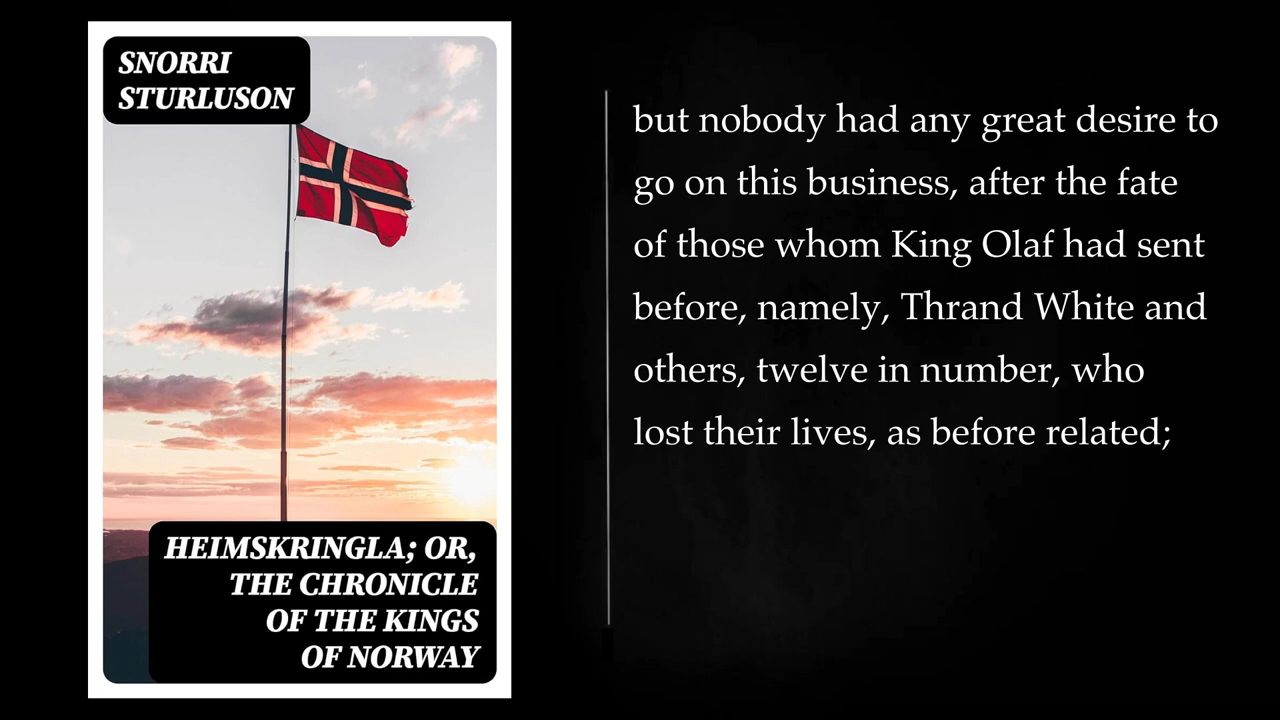 SNORRI
STURLUSON
HEIMSKRINGLA; OR,
THE CHRONICLE
OF THE KINGS
OF NORWAY
but nobody had any great desire to
go on this business, after the fate
of those whom King Olaf had sent
before, namely, Thrand White and
others, twelve in number, who
lost their lives, as before related;